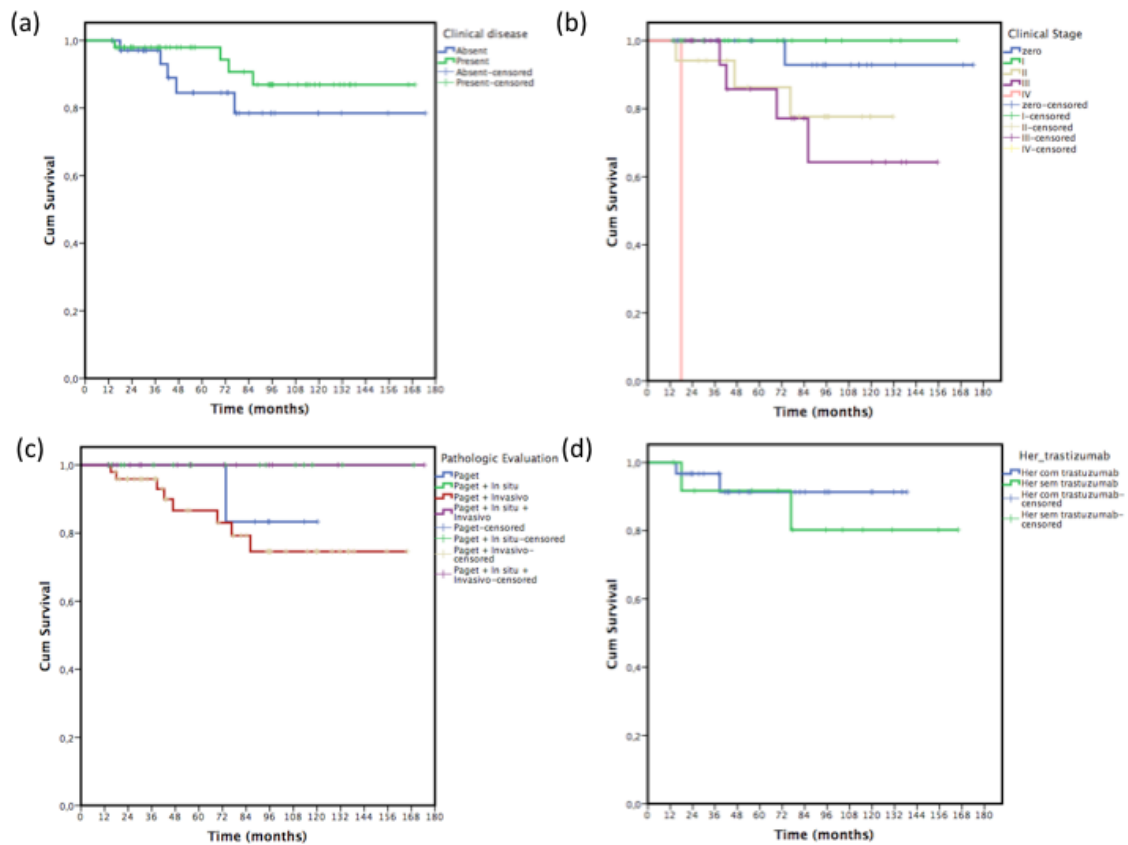 (a)
Clinical disease
Absent
Present
Absent-censored
Present-censored
1,0
0,8
0,6
0,4
0,2
0,0
Cum Survival
0 12 24 36 48 60 72 84 96 108 120 132 144 156 168 180
Time (months)
(b)
Clinical Stage
zero
I
II
III
IV
zero-censored
I-censored
II-censored
III-censored
IV-censored
1,0
0,8
0,6
0,4
0,2
0,0
Cum Survival
0 12 24 36 48 60 72 84 96 108 120 132 144 156 168 180
Time (months)
(c)
Pathologic Evaluation
Paget
Paget + In situ
Paget + Invasivo
Paget + In situ +
Invasivo
Paget-censored
Paget + In situ-censored
Paget + Invasivo-
censored
Paget + In situ +
Invasivo-censored
1,0
0,8
0,6
0,4
0,2
0,0
Cum Survival
0 12 24 36 48 60 72 84 96 108 120 132 144 156 168 180
Time (months)
(d)
Her_trastizumab
Her com trastuzumab
Her sem trastuzumab
Her com trastuzumab-
censored
Her sem trastuzumab-
censored
1,0
0,8
0,6
0,4
0,2
0,0
Cum Survival
0 12 24 36 48 60 72 84 96 108 120 132 144 156 168 180
Time (months)